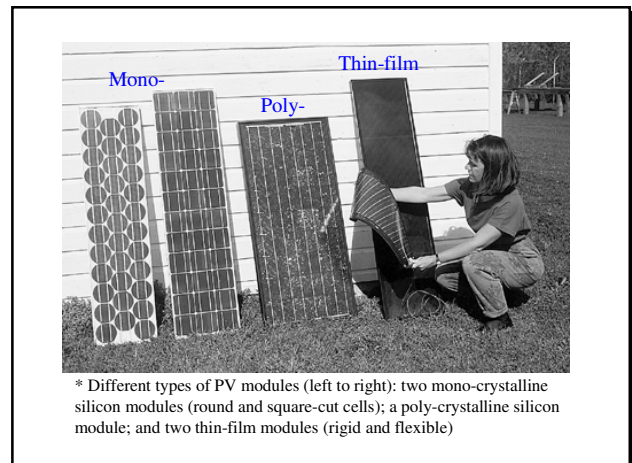 Mono-
Poly-
Thin-film
* Different types of PV modules (left to right): two mono-crystalline
silicon modules (round and square-cut cells); a poly-crystalline silicon
module; and two thin-film modules (rigid and flexible)